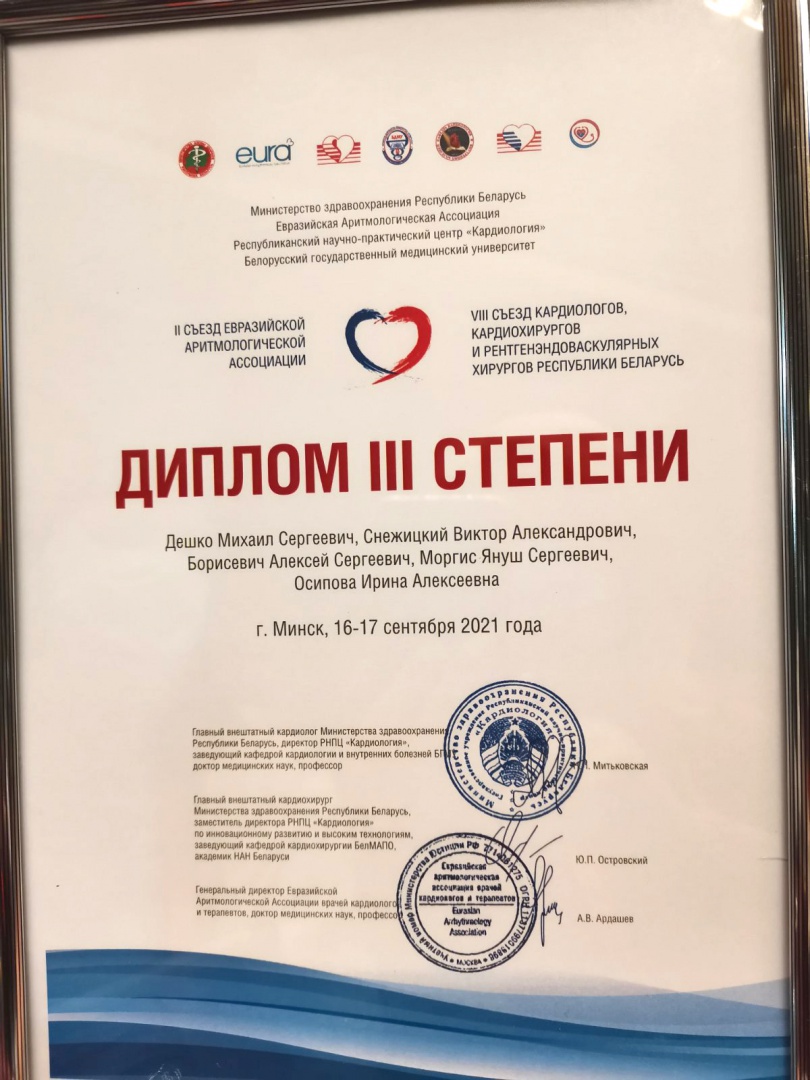 eura
Министерство здравоохранения Республики Беларусь
Евразийская Аритмологическая Ассоциация
Республиканский научно-практический центр «Кардиология»
Белорусский государственный медицинский университет
II СЪЕЗД ЕВРАЗИЙСКОЙ
АРИТМОЛОГИЧЕСКОЙ
АССОЦИАЦИИ
VIII СЪЕЗД КАРДИОЛОГОВ,
КАРДИОХИРУРГОВ
И РЕНТГЕНЭНДОВАСКУЛЯРНЫХ
ХИРУРГОВ РЕСПУБЛИКИ БЕЛАРУСЬ
ДИПЛОМ III СТЕПЕНИ
Дешко Михаил Сергеевич, Снежицкий Виктор Александрович,
Борисевич Алексей Сергеевич, Моргис Януш Сергеевич,
Осипова Ирина Алексеевна
г. Минск, 16-17 сентября 2021 года
Главный внештатный кардиолог Министерства здравоохранения
Республики Беларусь, директор РНПЦ «Кардиология»,
заведующий кафедрой кардиологии и внутренних болезней
доктор медицинских наук, профессор
Митьковская
«Кардиология»
Главный внештатный кардиохирург
Министерства здравоохранения Республики Беларусь,
заместитель директора РНПЦ «Кардиология»
по инновационному развитию и высоким технологиям,
заведующий кафедрой кардиохирургии БелМАПО,
академик НАН Беларуси
Ю.П. Островский
Генеральный директор Евразийской
Аритмологической Ассоциации врачей кардиолого
и терапевтов, доктор медицинских наук, профессор
А.В. Ардашев
Евразийская
аритмологическая
ассоциация врачей
кардиологов и терапевтов
Eurasian
Arrhythmology
Association
МОСКВА